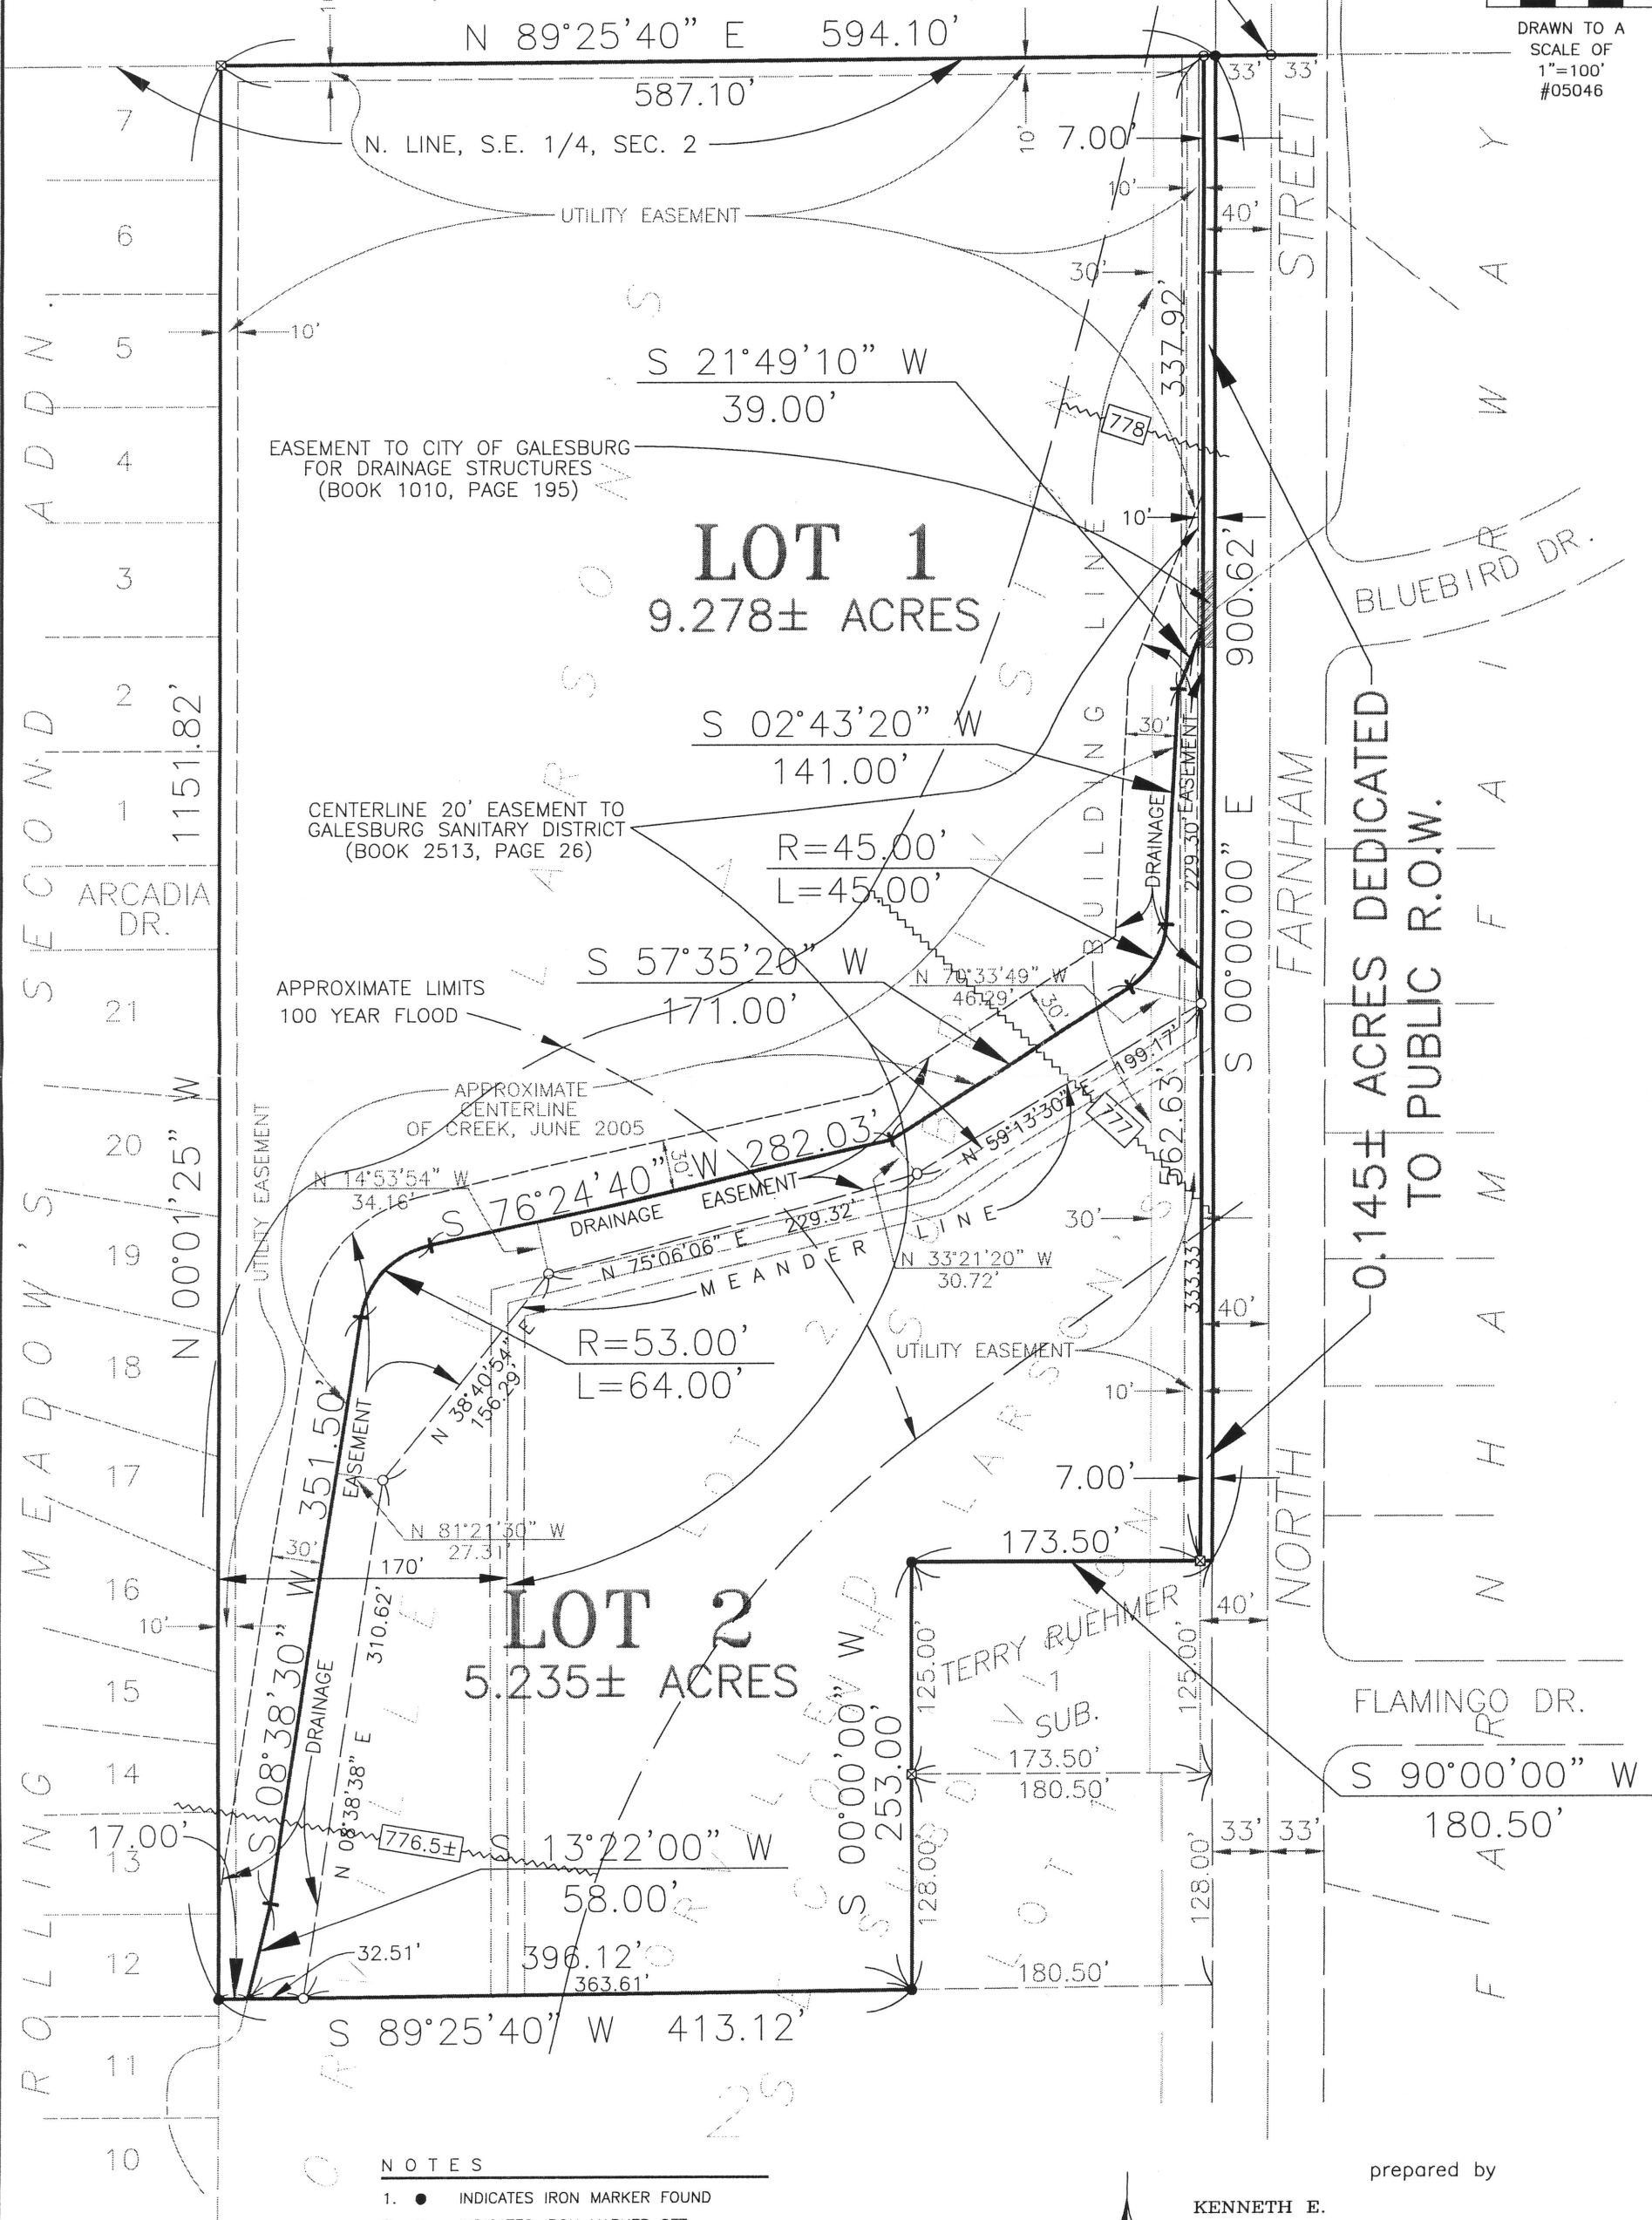 N 89°25'40" E 594.10'
DRAWN TO A
SCALE OF
1"=100'
#05046
587.10'
33' 33'
10'
7.00'
N. LINE, S.E. 1/4, SEC. 2
UTILITY EASEMENT
10'
40'
30'
STREET
10'
337.92'
S 21°49'10" W
39.00'
778
EASEMENT TO CITY OF GALESBURG
FOR DRAINAGE STRUCTURES
(BOOK 1010, PAGE 195)
10'
LOT 1
9.278± ACRES
900.62'
BLUEBIRD DR.
BUILDING LINE
S 02°43'20" W
141.00'
30'
DRAINAGE
EASEMENT
229.30'
1151.82'
N 00°01'25" W
CENTERLINE 20' EASEMENT TO
GALESBURG SANITARY DISTRICT
(BOOK 2513, PAGE 26)
R=45.00'
L=45.00'
S 00°00'00" E
FARNHAM
0.145± ACRES DEDICATED
TO PUBLIC R.O.W.
S 57°35'20" W
171.00'
N 70°33'49" W
46.29'
30'
APPROXIMATE LIMITS
100 YEAR FLOOD
APPROXIMATE
CENTERLINE
OF CREEK, JUNE 2005
UTILITY EASEMENT
199.17'
N 59°13'30" E
777
562.63'
S 76°24'40" W 282.03'
30'
DRAINAGE EASEMENT
N 14°53'54" W
34.16'
229.32'
N 75°06'06" E
MEANDER LINE
N 33°21'20" W
30.72'
30'
333.33'
40'
R=53.00'
L=64.00'
UTILITY EASEMENT
10'
N 38°40'54" E
156.29'
S 08°38'30" W 351.50'
EASEMENT
N 81°21'30" W
27.31'
30'
170'
10'
7.00'
173.50'
NORTH
40'
LOT 2
5.235± ACRES
310.62'
N 08°38'38" E
DRAINAGE
TERRY RUEHMER
1
SUB.
125.00'
125.00'
S 00°00'00" W
253.00'
173.50'
180.50'
FLAMINGO DR.
S 90°00'00" W
180.50'
33' 33'
17.00'
776.5±
S 13°22'00" W
58.00'
128.00'
128.00'
32.51'
396.12'
363.61'
180.50'
S 89°25'40" W 413.12'
ROLLING MEADOW'S SECOND ADDN.
7
6
5
4
3
2
1
ARCADIA
DR.
21
20
19
18
17
16
15
14
13
12
11
10
FARNHAM FAIRWAY
NOTES
1. ● INDICATES IRON MARKER FOUND
prepared by
KENNETH E.